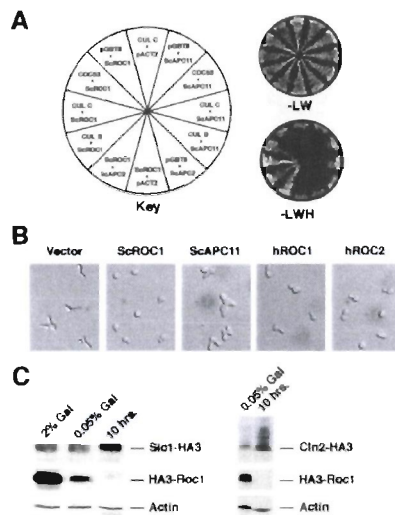 A
CUL C
+
pACT2
pGBT8
+
ScROC1
pGBT8
+
ScAPC11
CDC53
+
ScROC1
CDC53
+
ScAPC11
CUL C
+
ScROC1
CUL C
+
ScAPC11
CUL B
+
ScROC1
CUL B
+
ScAPC11
ScROC1
+
ScAPC2
ScROC1
+
pACT2
pGBT8
+
ScAPC2
Key
-LW
-LWH
B
Vector ScROC1 ScAPC11 hROC1 hROC2
C
2% Gal 0.05% Gal 10 hrs.
Sic1-HA3
HA3-Roc1
Actin
0.05% Gal 10 hrs.
Cln2-HA3
HA3-Roc1
Actin